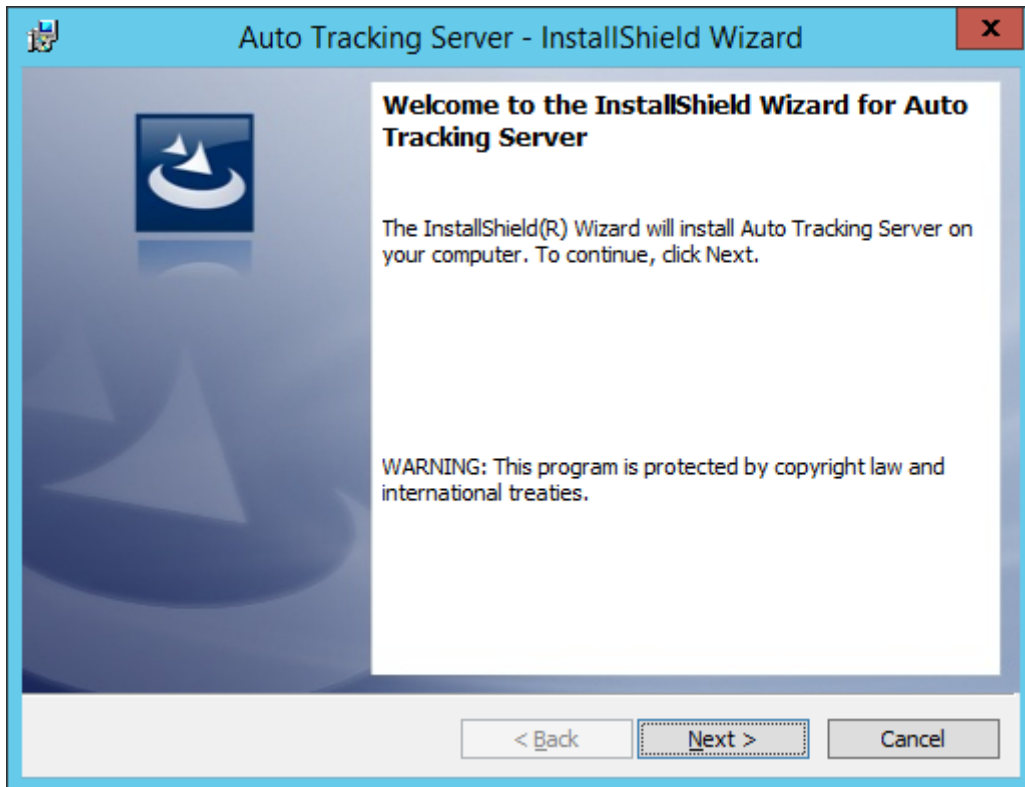 Auto Tracking Server - InstallShield Wizard
x
Welcome to the InstallShield Wizard for Auto
Tracking Server
The InstallShield(R) Wizard will install Auto Tracking Server on
your computer. To continue, click Next.
WARNING: This program is protected by copyright law and
international treaties.
< Back
Next >
Cancel